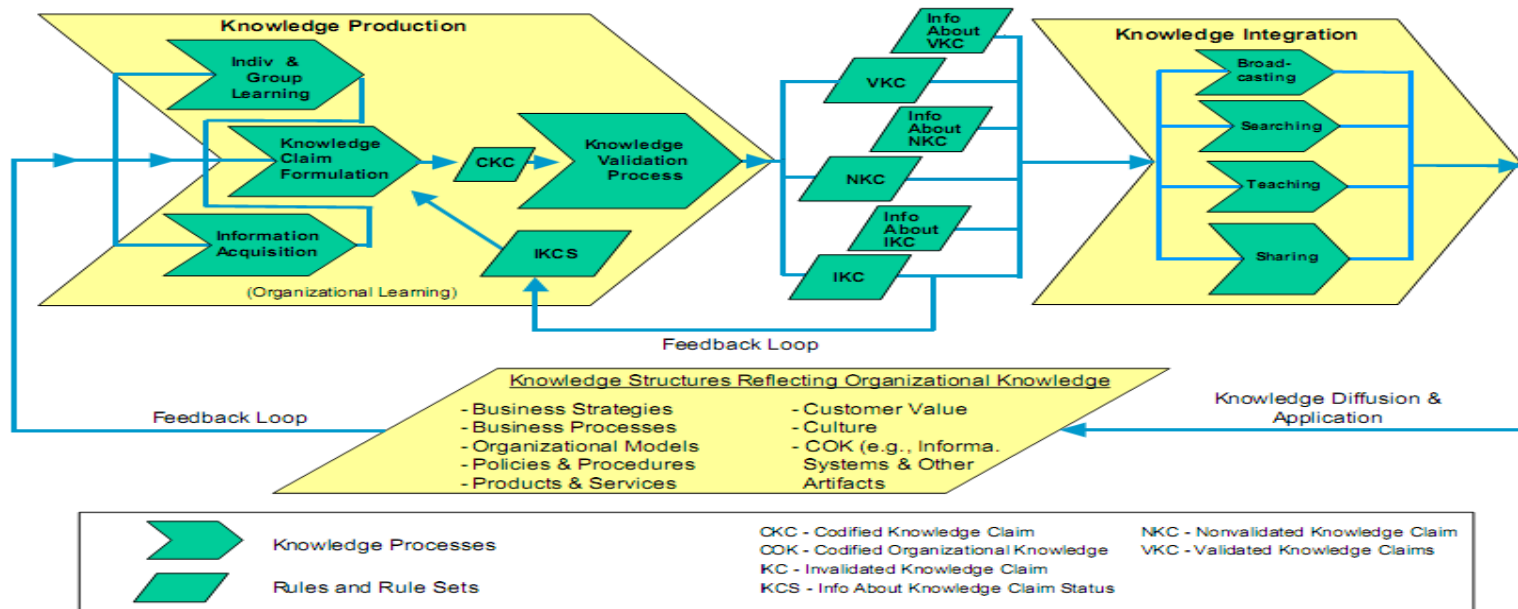 Knowledge Production
Indiv &
Group
Learning
Knowledge
Claim
Formulation
Information
Acquisition
(Organizational Learning)
CKC
Knowledge
Validation
Process
IKCS
Info
About
VKC
VKC
Info
About
NKC
NKC
Info
About
IKC
IKC
Knowledge Integration
Broad-
casting
Searching
Teaching
Sharing
Feedback Loop
Knowledge Structures Reflecting Organizational Knowledge
- Business Strategies
- Business Processes
- Organizational Models
- Policies & Procedures
- Products & Services
- Customer Value
- Culture
- COK (e.g., Informa.
Systems & Other
Artifacts
Feedback Loop
Knowledge Diffusion &
Application
Knowledge Processes
Rules and Rule Sets
CKC - Codified Knowledge Claim
COK - Codified Organizational Knowledge
IKC - Invalidated Knowledge Claim
IKCS - Info About Knowledge Claim Status
NKC - Nonvalidated Knowledge Claim
VKC - Validated Knowledge Claims